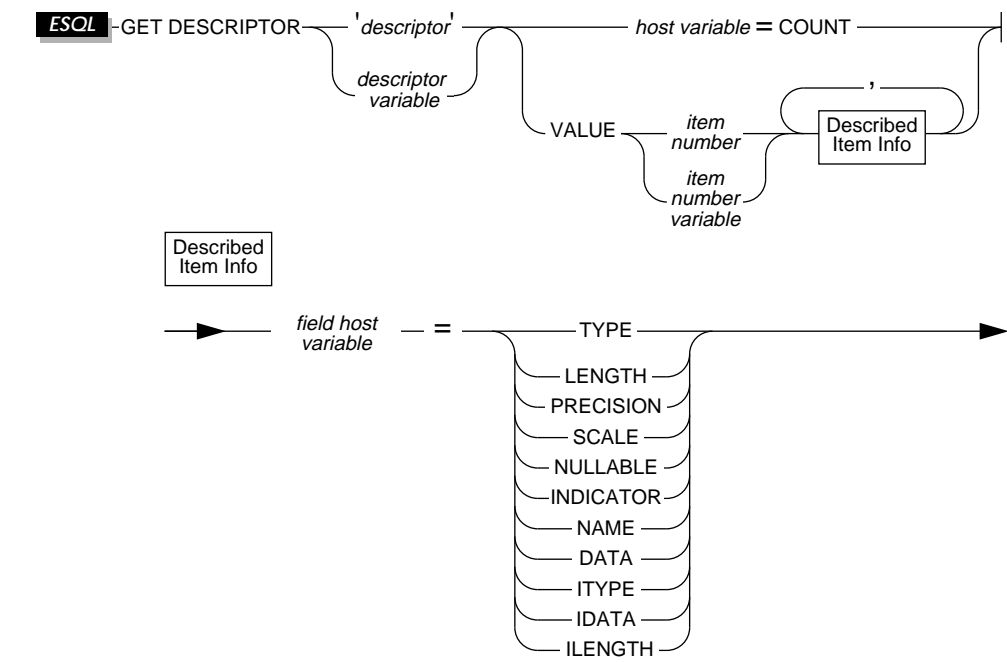 ESQL GET DESCRIPTOR 'descriptor' host variable = COUNT
descriptor
variable
,
VALUE item
number
Described
Item Info
item
number
variable
Described
Item Info
field host
variable = TYPE
LENGTH
PRECISION
SCALE
NULLABLE
INDICATOR
NAME
DATA
ITYPE
IDATA
ILENGTH